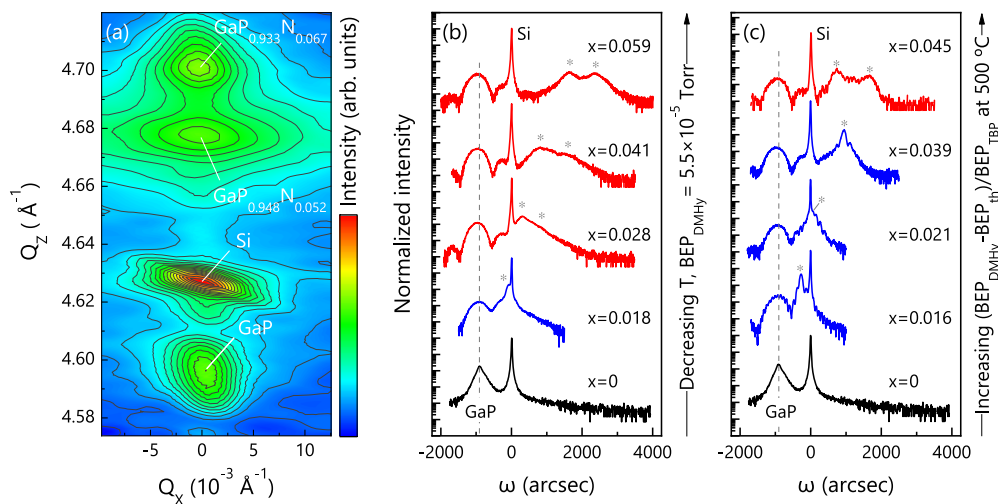 (a)
GaP0.933N0.067
GaP0.948N0.052
Si
GaP
4.70
4.68
4.66
4.64
4.62
4.60
4.58
QZ (Å-1)
-5 0 5 10
QX (10-3 Å-1)
Intensity (arb. units)
(b)
Si
x=0.059
x=0.041
x=0.028
x=0.018
x=0
GaP
Normalized intensity
-2000 0 2000 4000
ω (arcsec)
Decreasing T, BEPDMHy = 5.5×10-5 Torr
(c)
Si
x=0.045
x=0.039
x=0.021
x=0.016
x=0
GaP
-2000 0 2000 4000
ω (arcsec)
Increasing (BEPDMHy-BEPth)/BEPTBP at 500 ºC